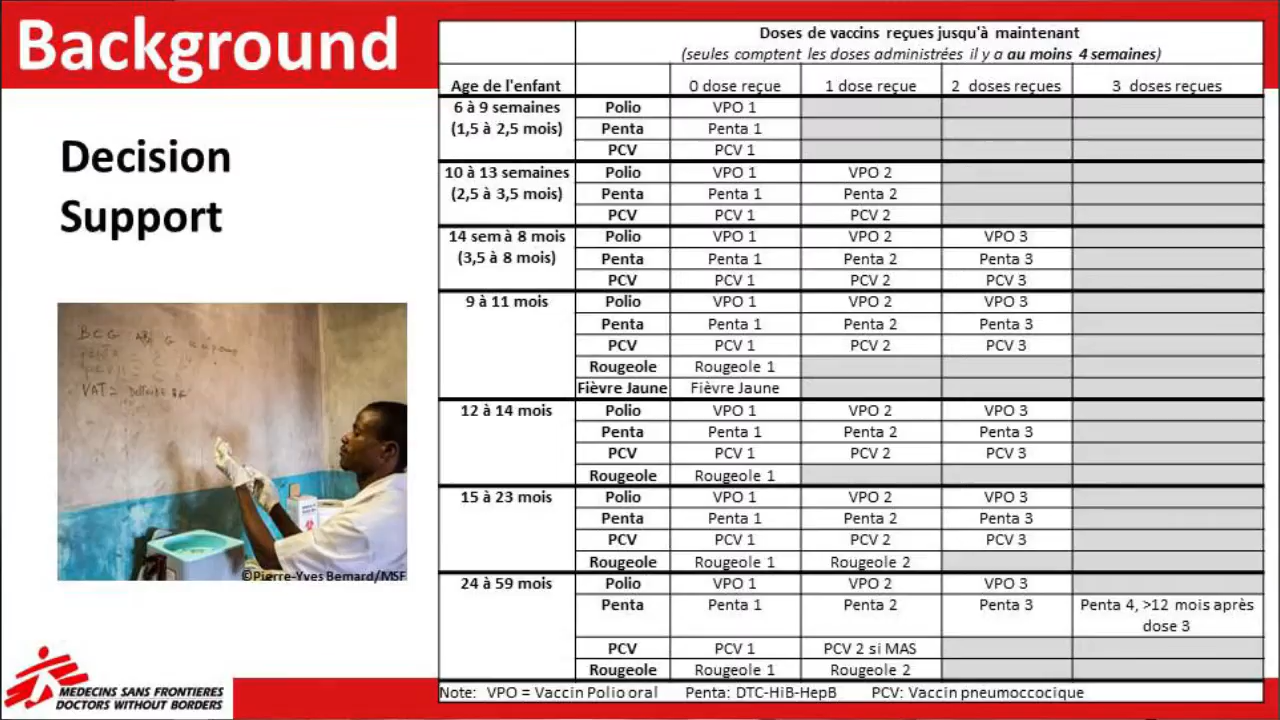 Background
Decision
Support
Doses de vaccins reçues jusqu'à maintenant
(seules comptent les doses administrées il y a au moins 4 semaines)
Age de l'enfant 0 dose reçue 1 dose reçue 2 doses reçues 3 doses reçues
6 à 9 semaines Polio VPO 1
(1,5 à 2,5 mois) Penta Penta 1
PCV PCV 1
10 à 13 semaines Polio VPO 1 VPO 2
(2,5 à 3,5 mois) Penta Penta 1 Penta 2
PCV PCV 1 PCV 2
14 sem à 8 mois Polio VPO 1 VPO 2 VPO 3
(3,5 à 8 mois) Penta Penta 1 Penta 2 Penta 3
PCV PCV 1 PCV 2 PCV 3
9 à 11 mois Polio VPO 1 VPO 2 VPO 3
Penta Penta 1 Penta 2 Penta 3
PCV PCV 1 PCV 2 PCV 3
Rougeole Rougeole 1
Fièvre Jaune Fièvre Jaune
12 à 14 mois Polio VPO 1 VPO 2 VPO 3
Penta Penta 1 Penta 2 Penta 3
PCV PCV 1 PCV 2 PCV 3
Rougeole Rougeole 1
15 à 23 mois Polio VPO 1 VPO 2 VPO 3
Penta Penta 1 Penta 2 Penta 3
PCV PCV 1 PCV 2 PCV 3
Rougeole Rougeole 1 Rougeole 2
24 à 59 mois Polio VPO 1 VPO 2 VPO 3
Penta Penta 1 Penta 2 Penta 3 Penta 4, >12 mois après
dose 3
PCV PCV 1 PCV 2 si MAS
Rougeole Rougeole 1 Rougeole 2
Note: VPO = Vaccin Polio oral Penta: DTC-HiB-HepB PCV: Vaccin pneumoccocique
BCG
VAT =
©Pierre-Yves Bernard/MSF
MEDECINS SANS FRONTIERES
DOCTORS WITHOUT BORDERS